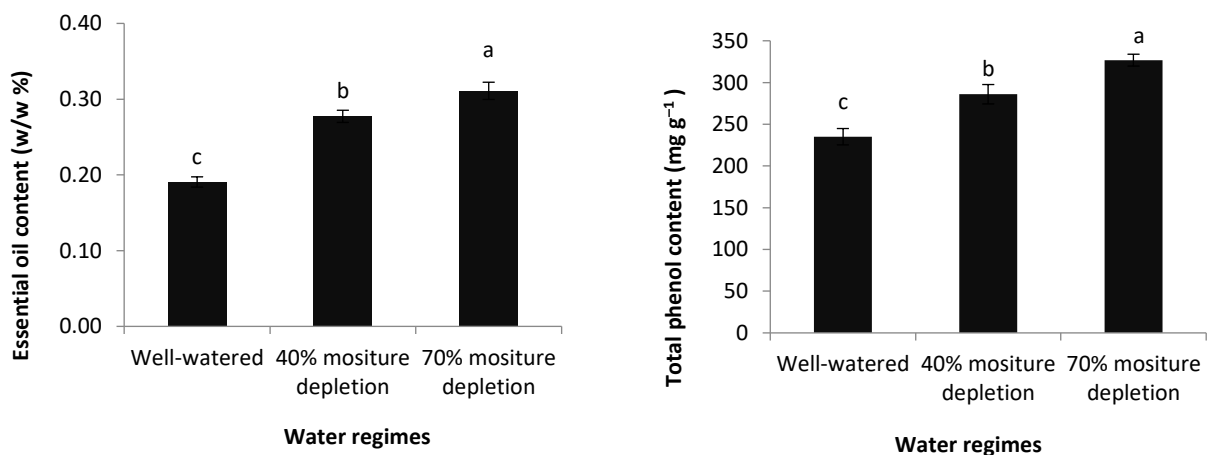 Essential oil content (w/w %)
0.40
0.30
0.20
0.10
0.00
c
b
a
Well-watered
40% mositure
depletion
70% mositure
depletion
Water regimes
Total phenol content (mg g⁻¹ )
350
300
250
200
150
100
50
0
c
b
a
Well-watered
40% mositure
depletion
70% mositure
depletion
Water regimes